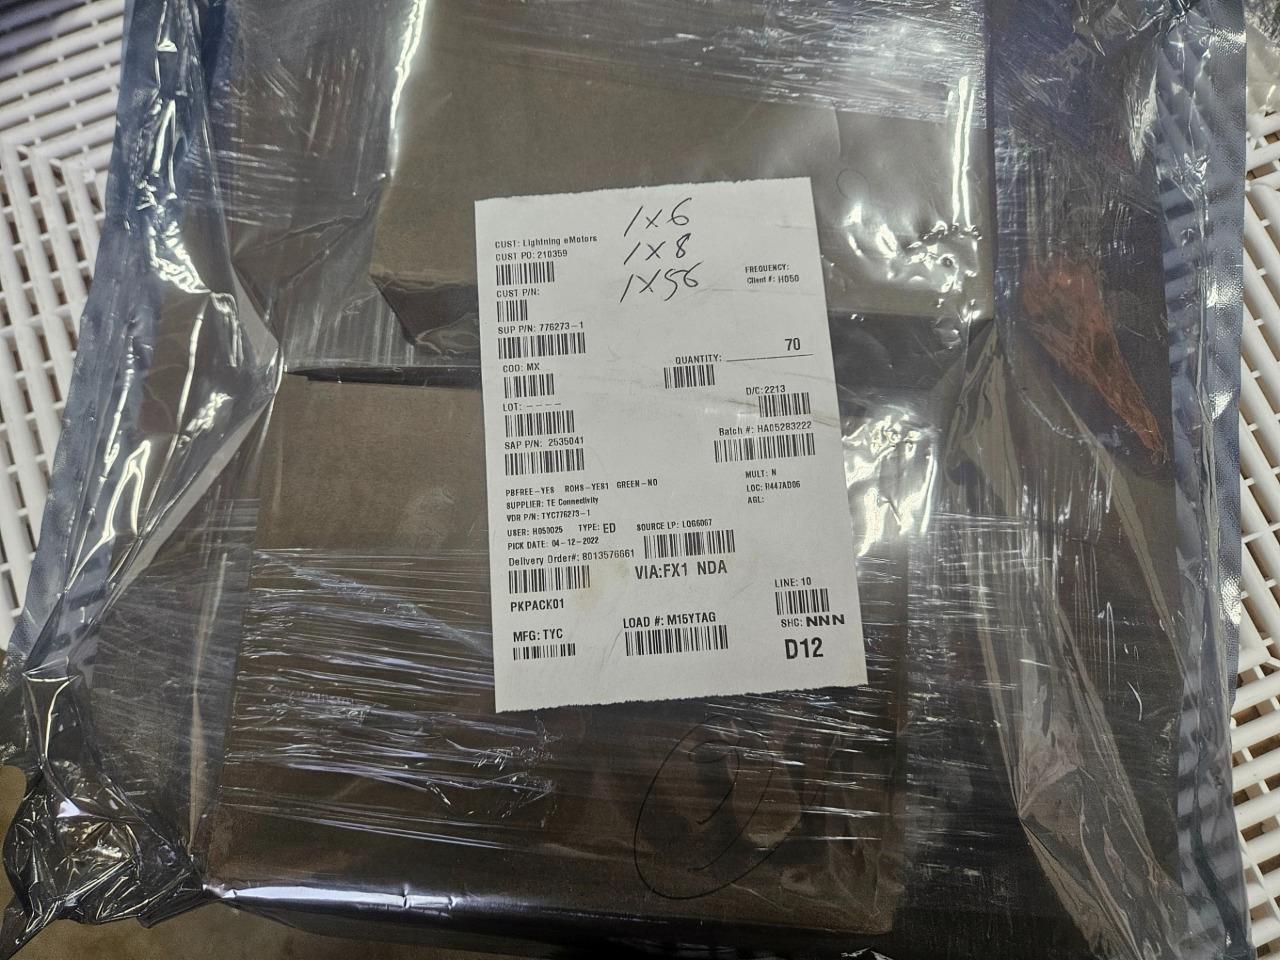 1x6
1x8
1x56
CUST: Lightning eMotors
CUST PO: 210359
FREQUENCY:
Client #: H050
CUST P/N:
SUP P/N: 776273-1
QUANTITY: 70
COO: MX
D/C: 2213
LOT: ----
Batch #: HA05283222
SAP P/N: 2535041
MULT: N
PBFREE-YES ROHS-YES1 GREEN-NO
LOC: R447AD06
SUPPLIER: TE Connectivity
AGL:
VDR P/N: TYC776273-1
USER: H050025 TYPE: ED SOURCE LP: LQG6067
PICK DATE: 04-12-2022
Delivery Order#: 8013576661
VIA:FX1 NDA
LINE: 10
PKPACK01
LOAD #: M15YTAG
SHC: NNN
MFG: TYC
D12